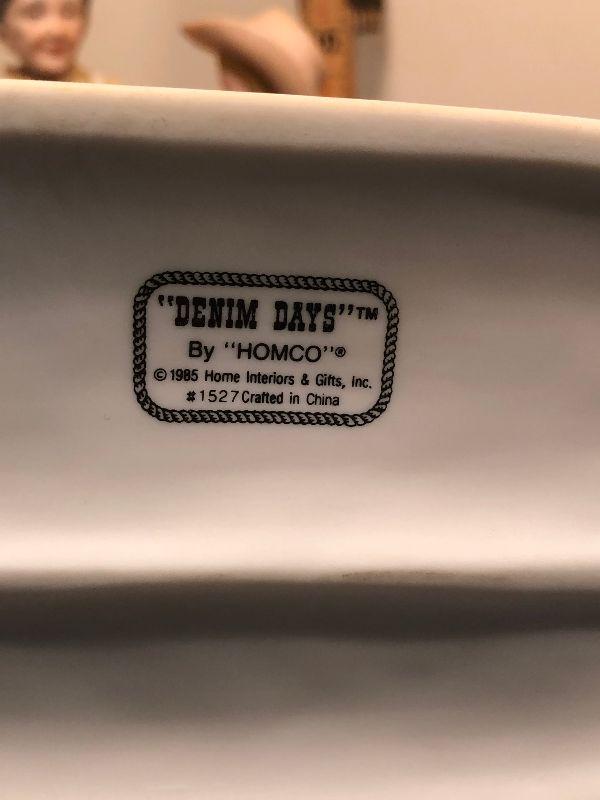 "DENIM DAYS"™
By "HOMCO"®
©1985 Home Interiors & Gifts, Inc.
#1527 Crafted in China